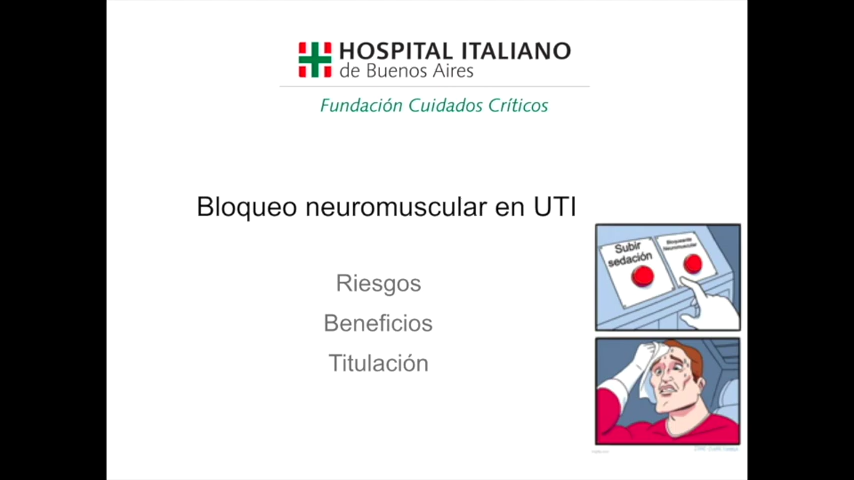 HOSPITAL ITALIANO
de Buenos Aires
Fundación Cuidados Críticos
Bloqueo neuromuscular en UTI
Riesgos
Beneficios
Titulación
Subir
sedación
Bloqueante
Neuromuscular